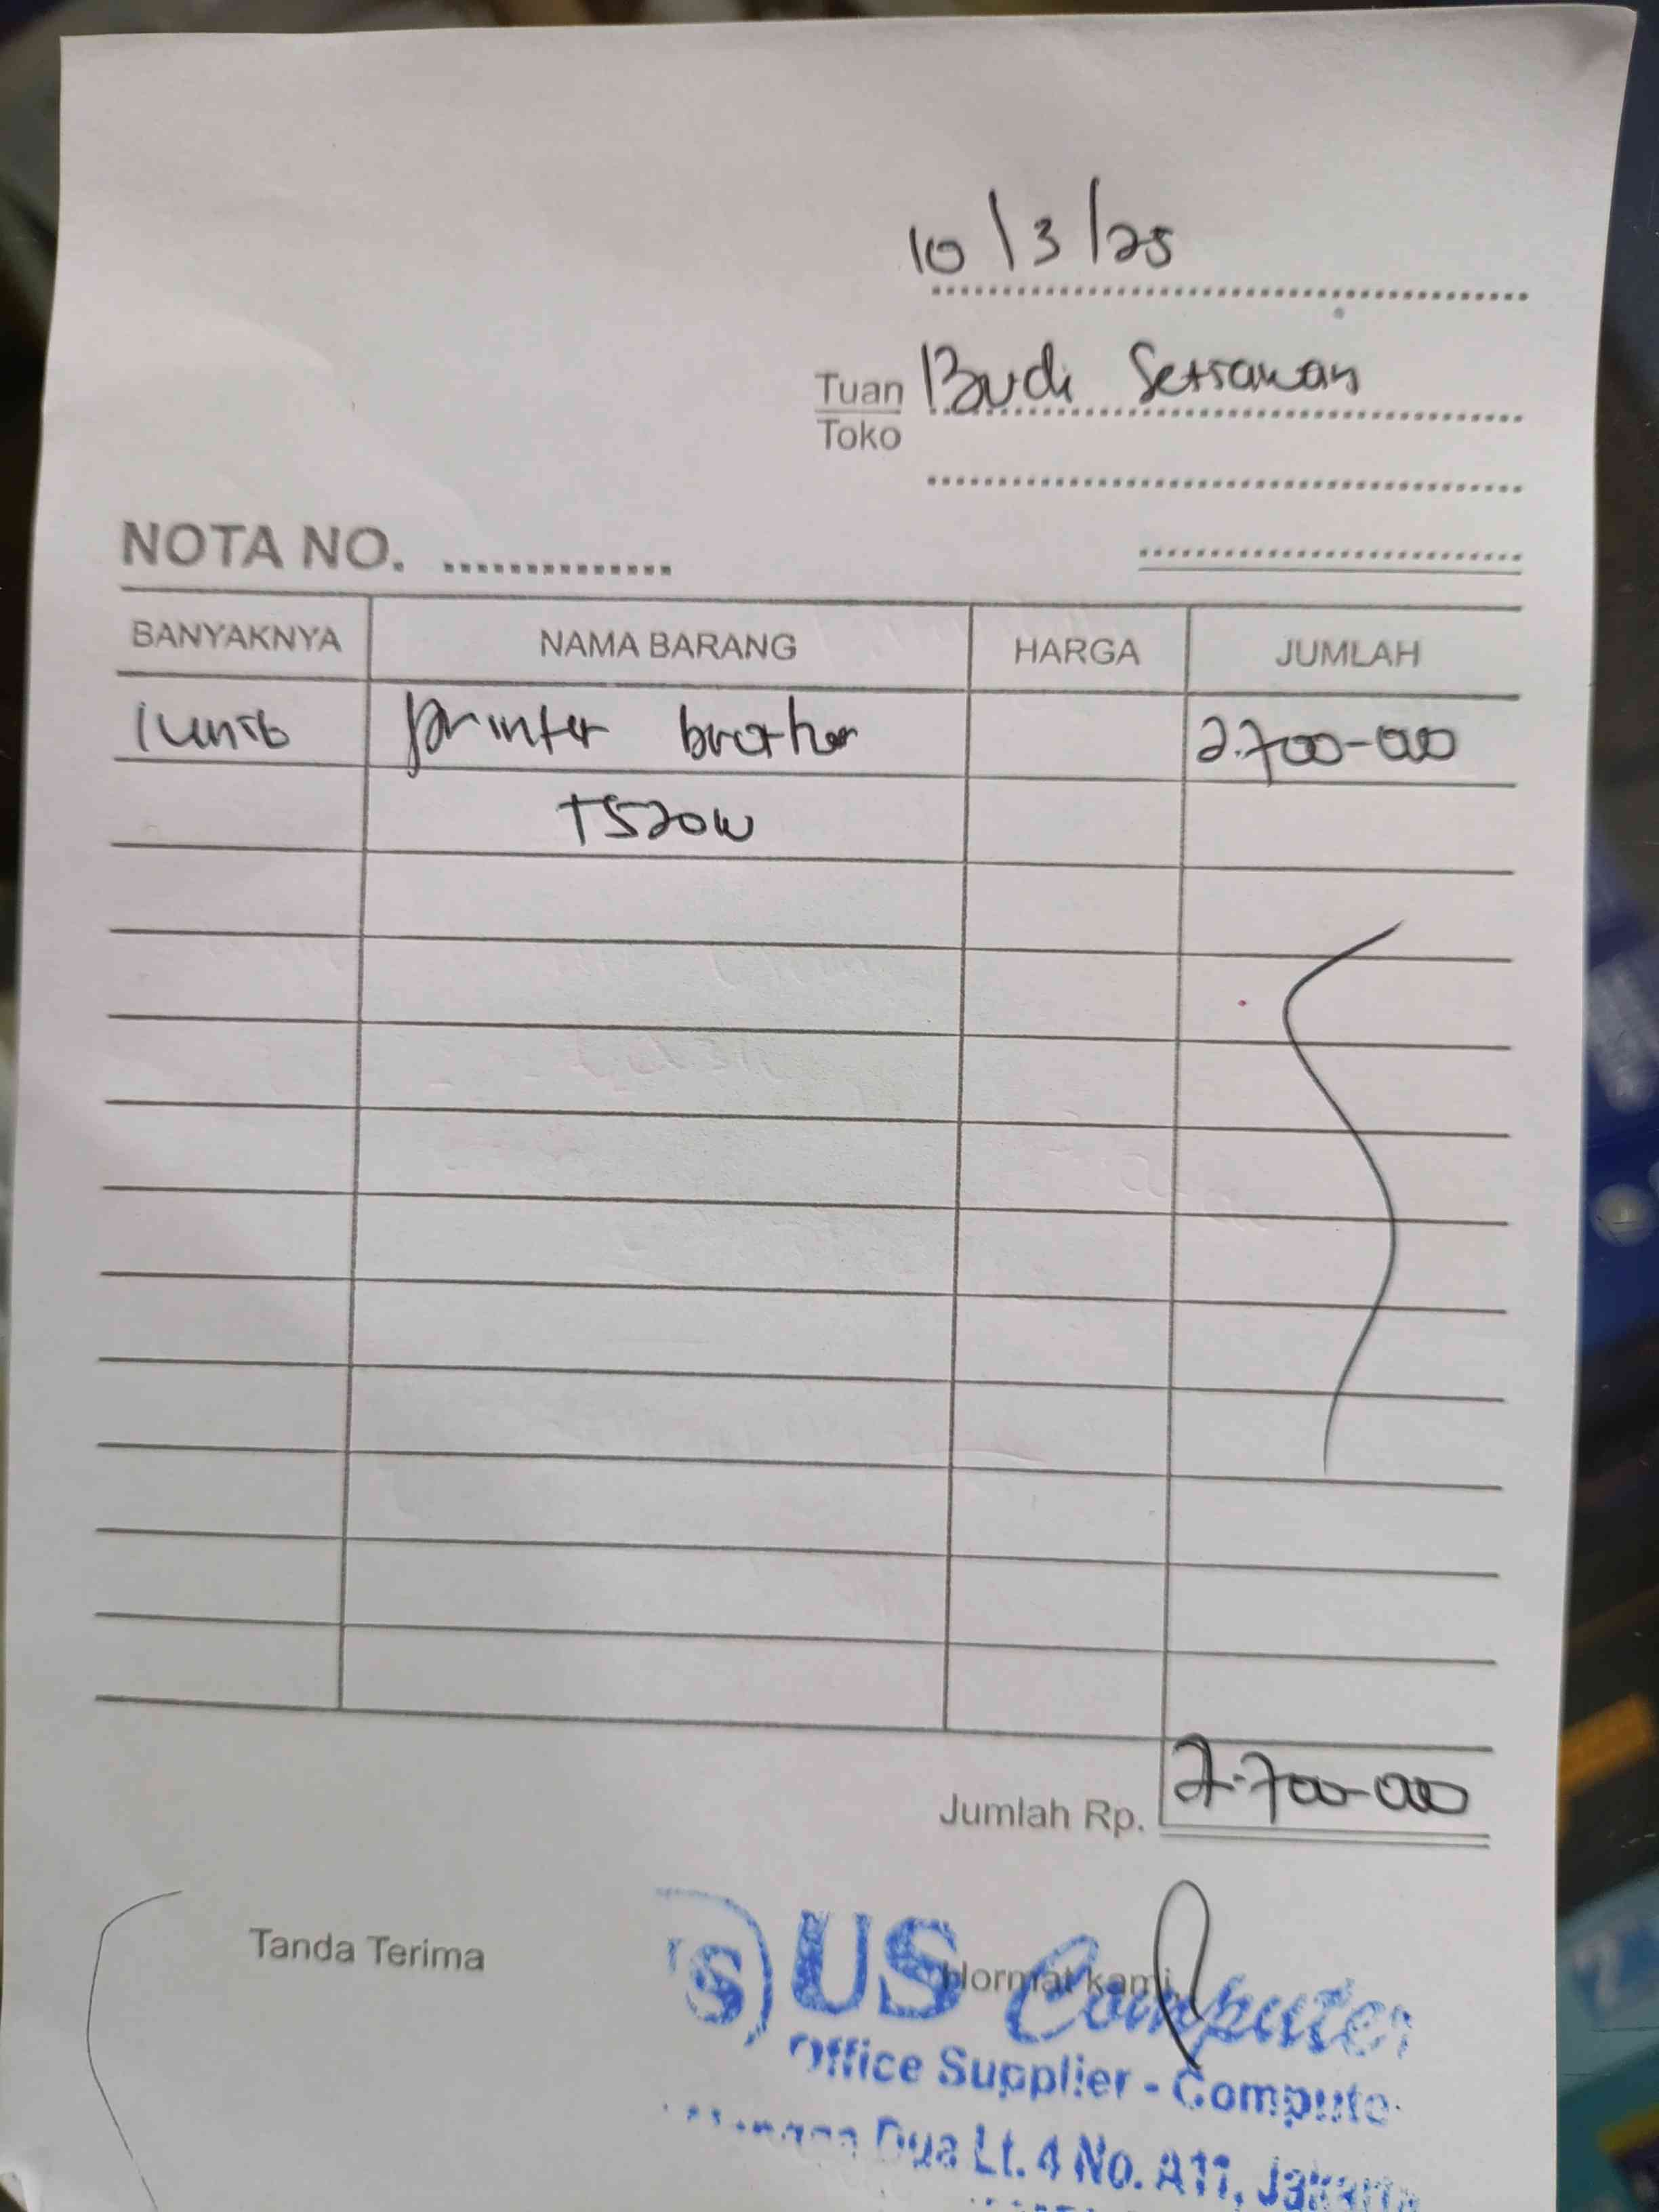 10/3/25
Tuan Budi Setiawan
Toko
NOTA NO. ..............
BANYAKNYA NAMA BARANG HARGA JUMLAH
1 unit printer brother 2.700-000
T520W
Jumlah Rp. 2.700-000
Tanda Terima
Hormat kami,
US Computer
Office Supplier - Compute
Dua Lt. 4 No. A11, Jakarta